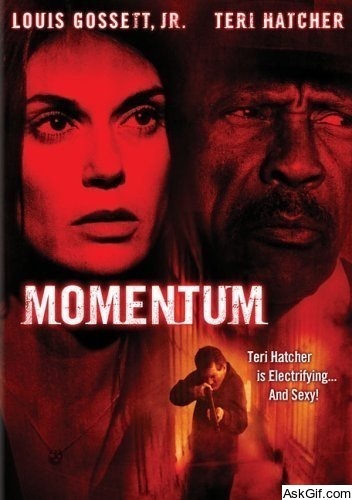 LOUIS GOSSETT, JR. TERI HATCHER
MOMENTUM
Teri Hatcher
is Electrifying...
And Sexy!
AskGif.com